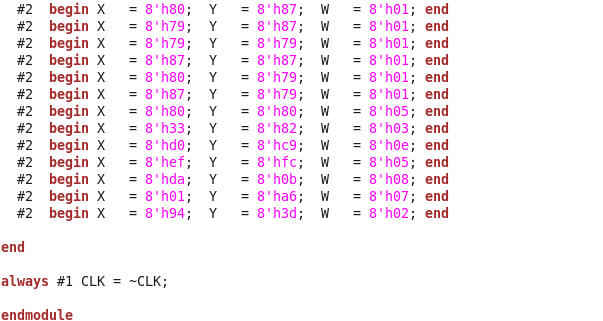 #2  begin X   = 8'h80;  Y   = 8'h87;  W   = 8'h01; end
#2  begin X   = 8'h79;  Y   = 8'h87;  W   = 8'h01; end
#2  begin X   = 8'h79;  Y   = 8'h79;  W   = 8'h01; end
#2  begin X   = 8'h87;  Y   = 8'h87;  W   = 8'h01; end
#2  begin X   = 8'h80;  Y   = 8'h79;  W   = 8'h01; end
#2  begin X   = 8'h87;  Y   = 8'h79;  W   = 8'h01; end
#2  begin X   = 8'h80;  Y   = 8'h80;  W   = 8'h05; end
#2  begin X   = 8'h33;  Y   = 8'h82;  W   = 8'h03; end
#2  begin X   = 8'hd0;  Y   = 8'hc9;  W   = 8'h0e; end
#2  begin X   = 8'hef;  Y   = 8'hfc;  W   = 8'h05; end
#2  begin X   = 8'hda;  Y   = 8'h0b;  W   = 8'h08; end
#2  begin X   = 8'h01;  Y   = 8'ha6;  W   = 8'h07; end
#2  begin X   = 8'h94;  Y   = 8'h3d;  W   = 8'h02; end
end
always #1 CLK = ~CLK;
endmodule